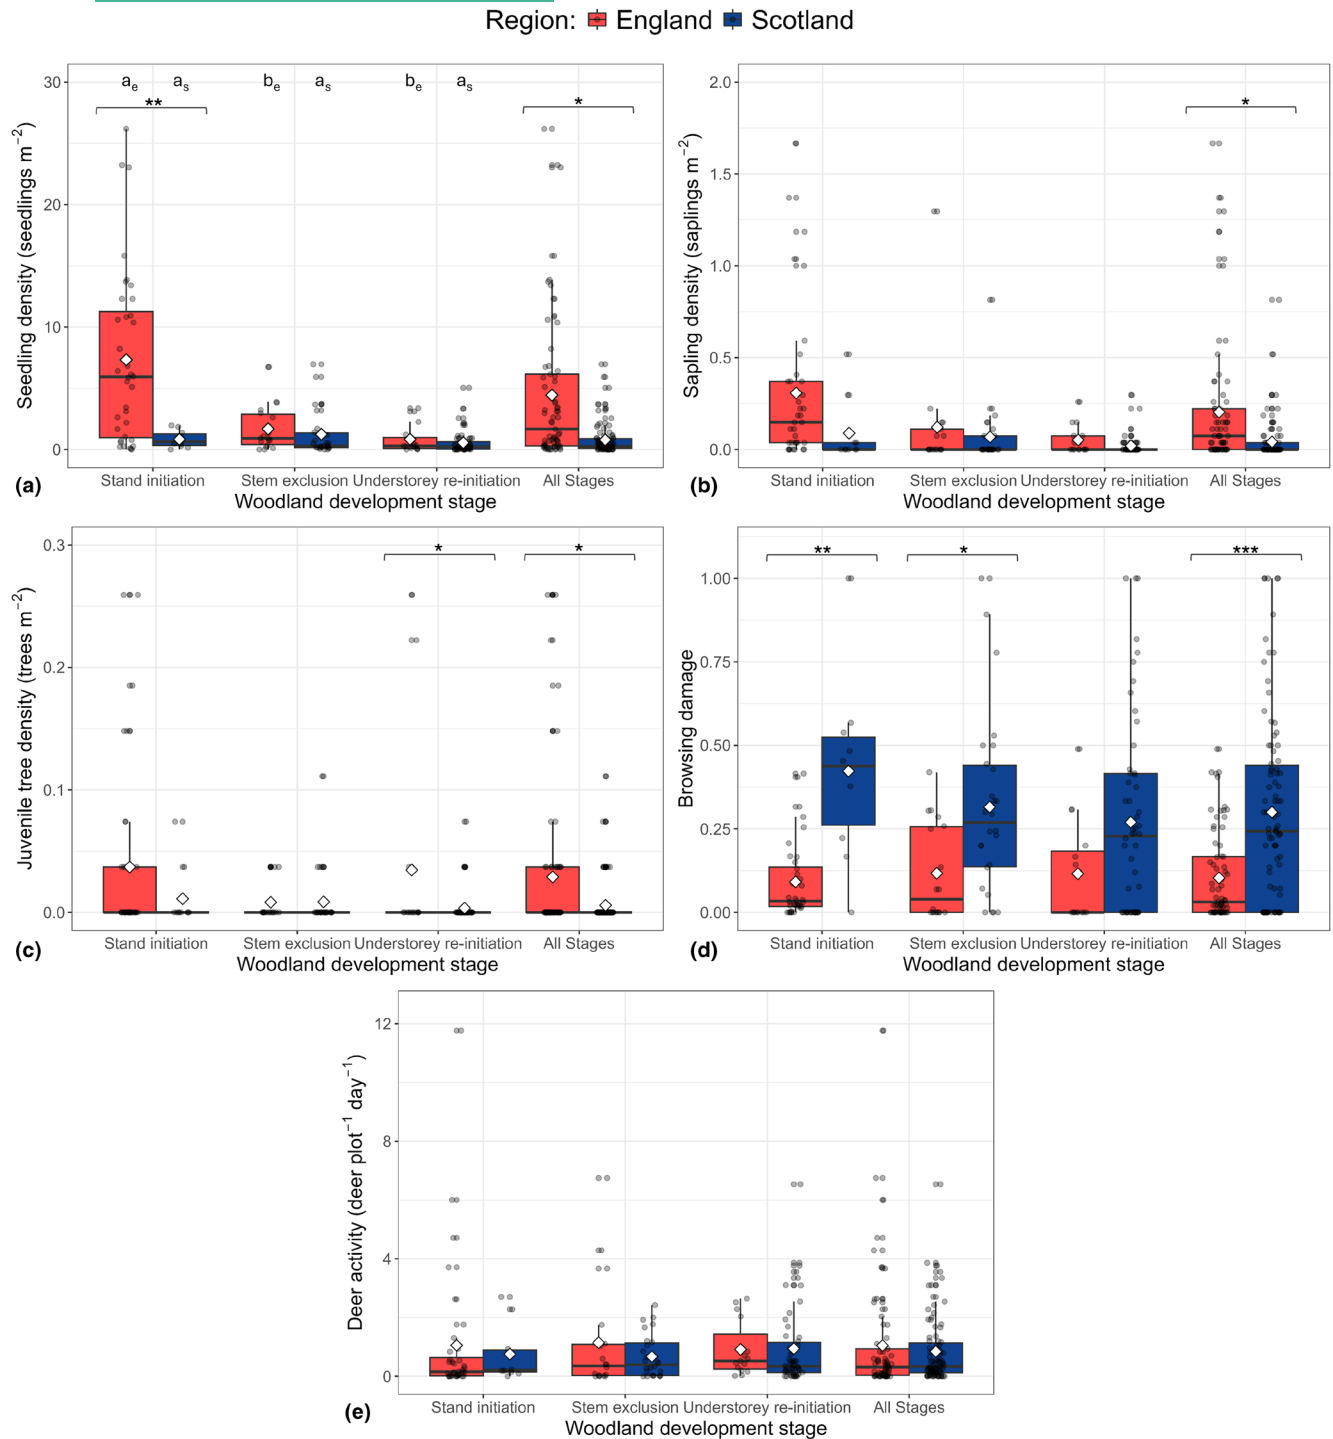 Region: England Scotland
30
20
10
0
a_e a_s b_e a_s b_e a_s
** *
Seedling density (seedlings m⁻²)
Stand initiation Stem exclusion Understorey re-initiation All Stages
(a) Woodland development stage
2.0
1.5
1.0
0.5
0.0
*
Sapling density (saplings m⁻²)
Stand initiation Stem exclusion Understorey re-initiation All Stages
(b) Woodland development stage
0.3
0.2
0.1
0.0
* *
Juvenile tree density (trees m⁻²)
Stand initiation Stem exclusion Understorey re-initiation All Stages
(c) Woodland development stage
1.00
0.75
0.50
0.25
0.00
** * ***
Browsing damage
Stand initiation Stem exclusion Understorey re-initiation All Stages
(d) Woodland development stage
12
8
4
0
Deer activity (deer plot⁻¹ day⁻¹)
Stand initiation Stem exclusion Understorey re-initiation All Stages
(e) Woodland development stage